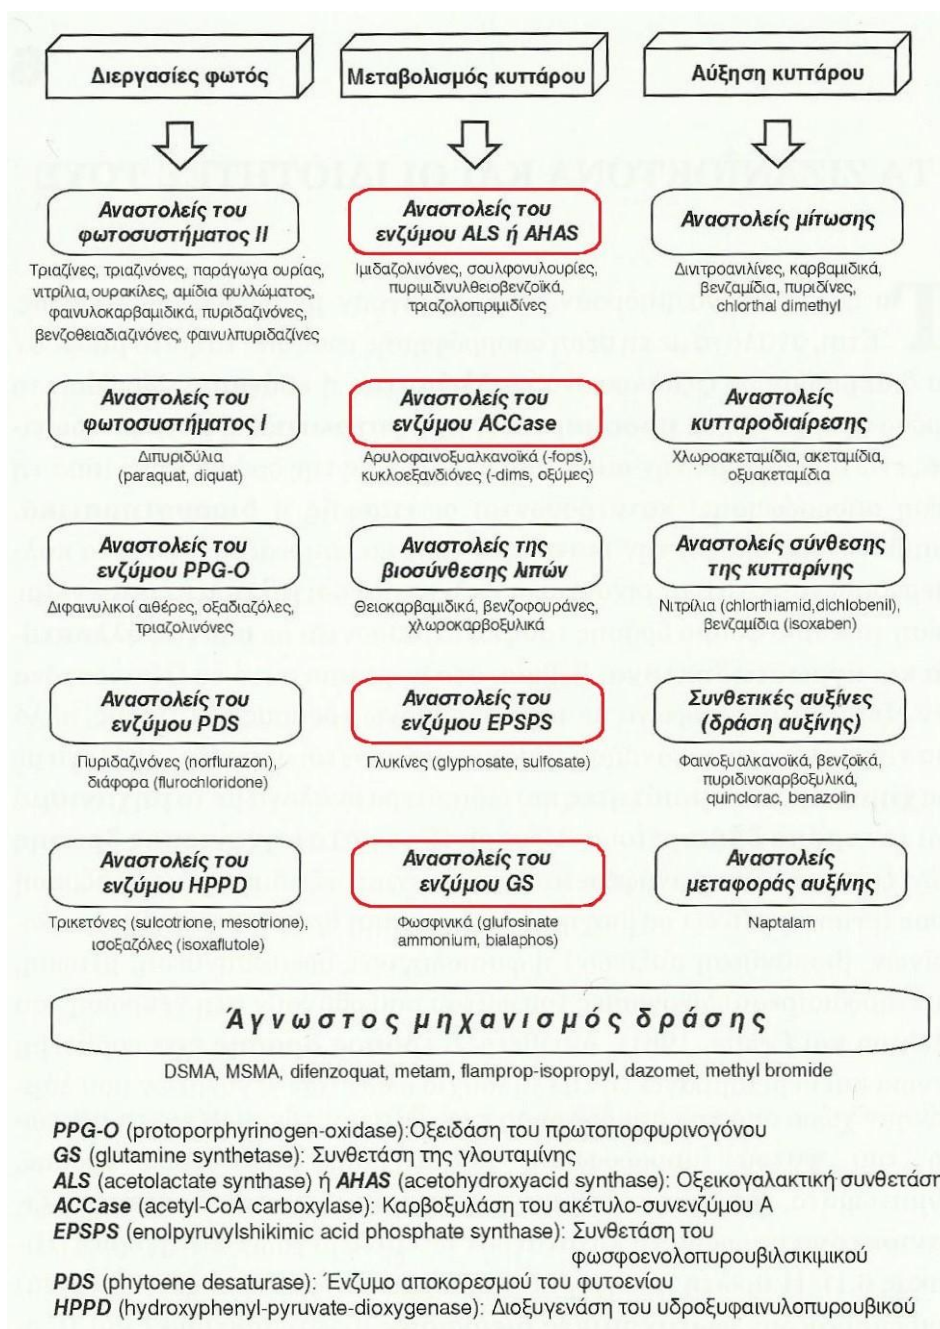 Διεργασίες φωτός
Μεταβολισμός κυττάρου
Αύξηση κυττάρου
Αναστολείς του
φωτοσυστήματος II
Τριαζίνες, τριαζινόνες, παράγωγα ουρίας,
νιτρίλια, ουρακίλες, αμίδια φυλλώματος,
φαινυλοκαρβαμιδικά, πυριδαζινόνες,
βενζοθειαδιαζινόνες, φαινυλπυριδαζίνες
Αναστολείς του
ενζύμου ALS ή AHAS
Ιμιδαζολινόνες, σουλφονυλουρίες,
πυριμιδινυλθειοβενζοϊκά,
τριαζολοπιριμιδίνες
Αναστολείς μίτωσης
Δινιτροανιλίνες, καρβαμιδικά,
βενζαμίδια, πυριδίνες,
chlorthal dimethyl
Αναστολείς του
φωτοσυστήματος I
Διπυριδύλια
(paraquat, diquat)
Αναστολείς του
ενζύμου ACCase
Αρυλοφαινοξυαλκανοϊκά (-fops),
κυκλοεξανδιόνες (-dims, οξύμες)
Αναστολείς
κυτταροδιαίρεσης
Χλωροακεταμίδια, ακεταμίδια,
οξυακεταμίδια
Αναστολείς του
ενζύμου PPG-O
Διφαινυλικοί αιθέρες, οξαδιαζόλες,
τριαζολινόνες
Αναστολείς της
βιοσύνθεσης λιπών
Θειοκαρβαμιδικά, βενζοφουράνες,
χλωροκαρβοξυλικά
Αναστολείς σύνθεσης
της κυτταρίνης
Νιτρίλια (chlorthiamid,dichlobenil),
βενζαμίδια (isoxaben)
Αναστολείς του
ενζύμου PDS
Πυριδαζινόνες (norflurazon),
διάφορα (flurochloridone)
Αναστολείς του
ενζύμου EPSPS
Γλυκίνες (glyphosate, sulfosate)
Συνθετικές αυξίνες
(δράση αυξίνης)
Φαινοξυαλκανοϊκά, βενζοϊκά,
πυριδινοκαρβοξυλικά,
quinclorac, benazolin
Αναστολείς του
ενζύμου HPPD
Τρικετόνες (sulcotrione, mesotrione),
ισοξαζόλες (isoxaflutole)
Αναστολείς του
ενζύμου GS
Φωσφινικά (glufosinate
ammonium, bialaphos)
Αναστολείς
μεταφοράς αυξίνης
Naptalam
Άγνωστος μηχανισμός δράσης
DSMA, MSMA, difenzoquat, metam, flamprop-isopropyl, dazomet, methyl bromide
PPG-O (protoporphyrinogen-oxidase):Οξειδάση του πρωτοπορφυρινογόνου
GS (glutamine synthetase): Συνθετάση της γλουταμίνης
ALS (acetolactate synthase) ή AHAS (acetohydroxyacid synthase): Οξεικογαλακτική συνθετάση
ACCase (acetyl-CoA carboxylase): Καρβοξυλάση του ακέτυλο-συνενζύμου Α
EPSPS (enolpyruvylshikimic acid phosphate synthase): Συνθετάση του
φωσφοενολοπυρουβιλσικιμικού
PDS (phytoene desaturase): Ένζυμο αποκορεσμού του φυτοενίου
HPPD (hydroxyphenyl-pyruvate-dioxygenase): Διοξυγενάση του υδροξυφαινυλοπυρουβικού